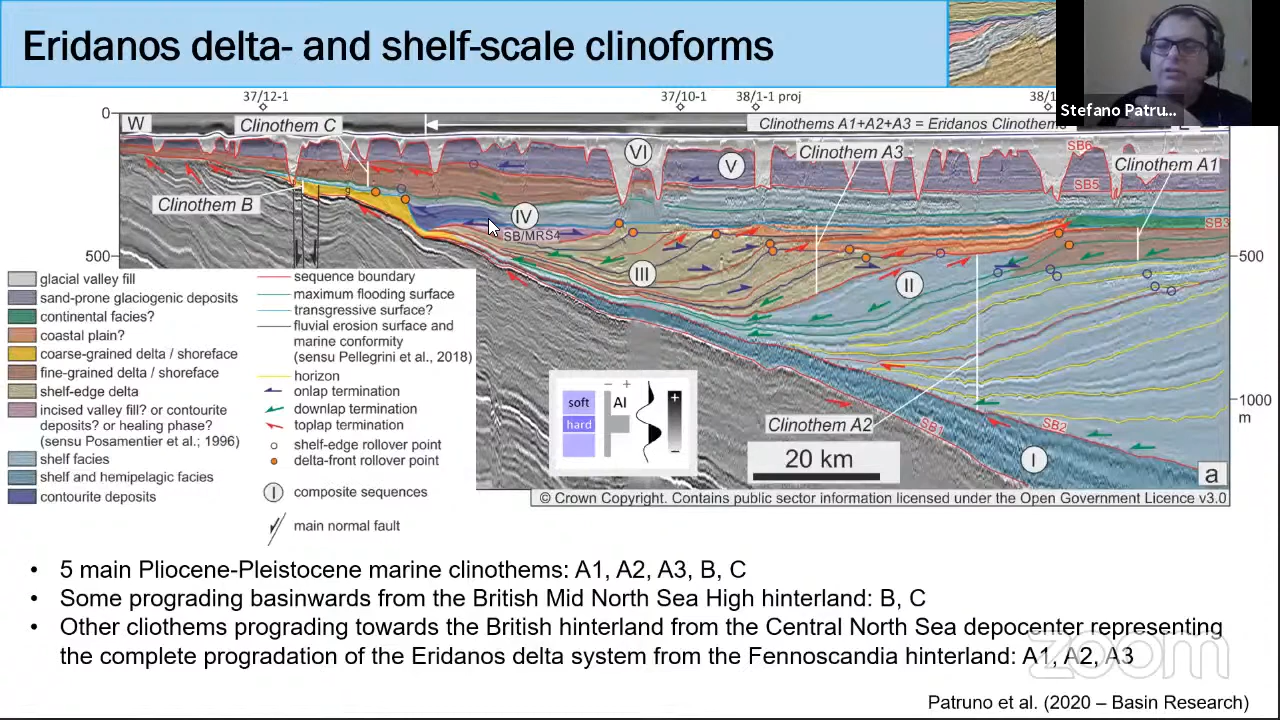 Eridanos delta- and shelf-scale clinoforms
Stefano Patru...
37/12-1
37/10-1
38/1-1 proj
38/1
0
W
Clinothem C
Clinothems A1+A2+A3 = Eridanos Clinothems
VI
V
Clinothem A3
SB6
Clinothem A1
SB5
Clinothem B
IV
SB/MRS4
SB3
500
500
III
II
glacial valley fill
sand-prone glaciogenic deposits
continental facies?
coastal plain?
coarse-grained delta / shoreface
fine-grained delta / shoreface
shelf-edge delta
incised valley fill? or contourite
deposits? or healing phase?
(sensu Posamentier et al.; 1996)
shelf facies
shelf and hemipelagic facies
contourite deposits
sequence boundary
maximum flooding surface
transgressive surface?
fluvial erosion surface and
marine conformity
(sensu Pellegrini et al., 2018)
horizon
onlap termination
downlap termination
toplap termination
shelf-edge rollover point
delta-front rollover point
I composite sequences
main normal fault
soft
hard
- +
AI
+
-
1000
m
Clinothem A2
SB1
SB2
I
20 km
a
© Crown Copyright. Contains public sector information licensed under the Open Government Licence v3.0
• 5 main Pliocene-Pleistocene marine clinothems: A1, A2, A3, B, C
• Some prograding basinwards from the British Mid North Sea High hinterland: B, C
• Other cliothems prograding towards the British hinterland from the Central North Sea depocenter representing
the complete progradation of the Eridanos delta system from the Fennoscandia hinterland: A1, A2, A3
zoom
Patruno et al. (2020 – Basin Research)